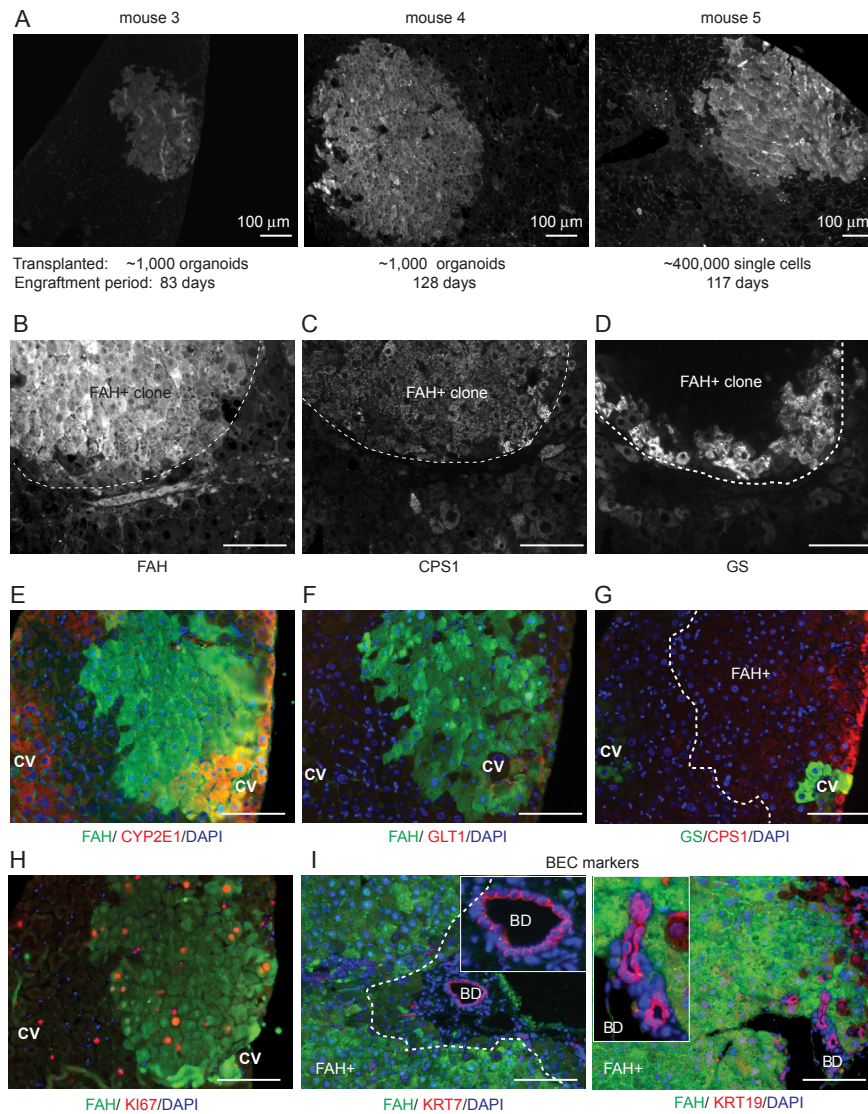 A
mouse 3
mouse 4
mouse 5
100 μm
100 μm
100 μm
Transplanted: ~1,000 organoids
~1,000 organoids
~400,000 single cells
Engraftment period: 83 days
128 days
117 days
B
C
D
FAH+ clone
FAH+ clone
FAH+ clone
FAH
CPS1
GS
E
F
G
CV
CV
CV
FAH+
CV
CV
FAH/ CYP2E1/DAPI
FAH/ GLT1/DAPI
GS/CPS1/DAPI
H
I
BEC markers
CV
CV
BD
BD
FAH+
BD
BD
FAH+
FAH/ KI67/DAPI
FAH/ KRT7/DAPI
FAH/ KRT19/DAPI